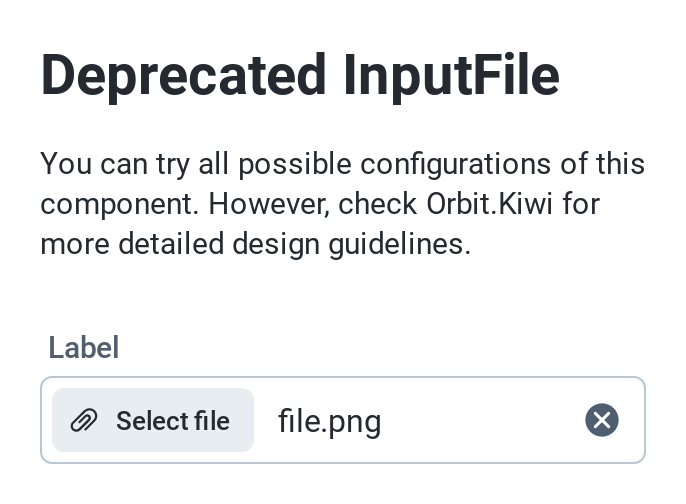 Deprecated InputFile
You can try all possible configurations of this
component. However, check Orbit.Kiwi for
more detailed design guidelines.
Label
Select file file.png